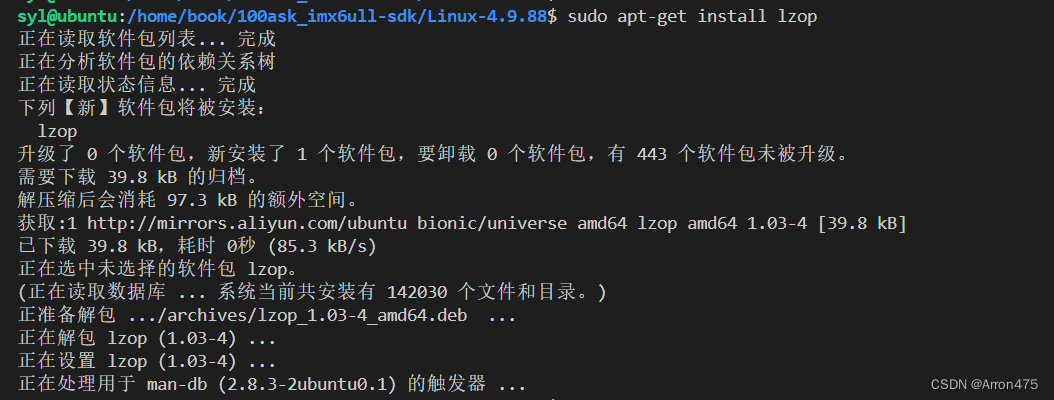 syl@ubuntu:/home/book/100ask_imx6ull-sdk/Linux-4.9.88$ sudo apt-get install lzop
正在读取软件包列表... 完成
正在分析软件包的依赖关系树
正在读取状态信息... 完成
下列【新】软件包将被安装：
  lzop
升级了 0 个软件包，新安装了 1 个软件包，要卸载 0 个软件包，有 443 个软件包未被升级。
需要下载 39.8 kB 的归档。
解压缩后会消耗 97.3 kB 的额外空间。
获取:1 http://mirrors.aliyun.com/ubuntu bionic/universe amd64 lzop amd64 1.03-4 [39.8 kB]
已下载 39.8 kB，耗时 0秒 (85.3 kB/s)
正在选中未选择的软件包 lzop。
(正在读取数据库 ... 系统当前共安装有 142030 个文件和目录。)
正准备解包 .../archives/lzop_1.03-4_amd64.deb  ...
正在解包 lzop (1.03-4) ...
正在设置 lzop (1.03-4) ...
正在处理用于 man-db (2.8.3-2ubuntu0.1) 的触发器 ...
CSDN @Arron475